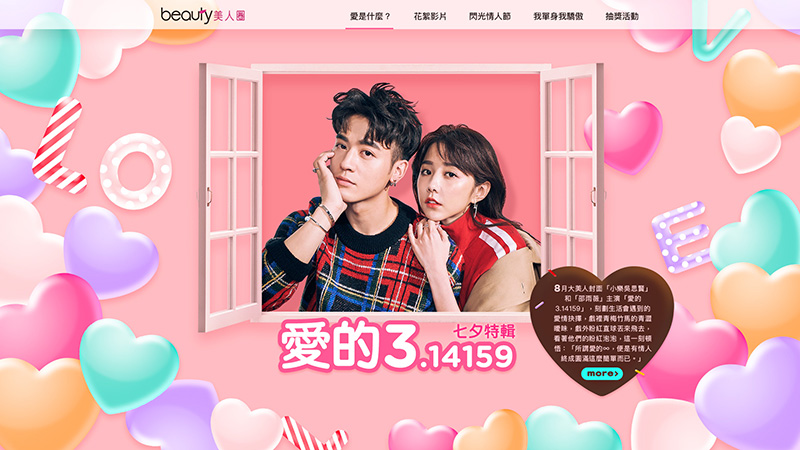 beauty美人圈
愛是什麼？ 花絮影片 閃光情人節 我單身我驕傲 抽獎活動
LOVE
愛的3.14159
七夕特輯
8月大美人封面「小樂吳思賢」
和「邵雨薇」主演「愛的
3.14159」，刻劃生活會遇到的
愛情抉擇，戲裡青梅竹馬的青澀
曖昧，戲外粉紅直球丟來飛去，
看著他們的粉紅泡泡，這一刻頓
悟：「所謂愛的∞，便是有情人
終成圓滿這麼簡單而已。」
more>